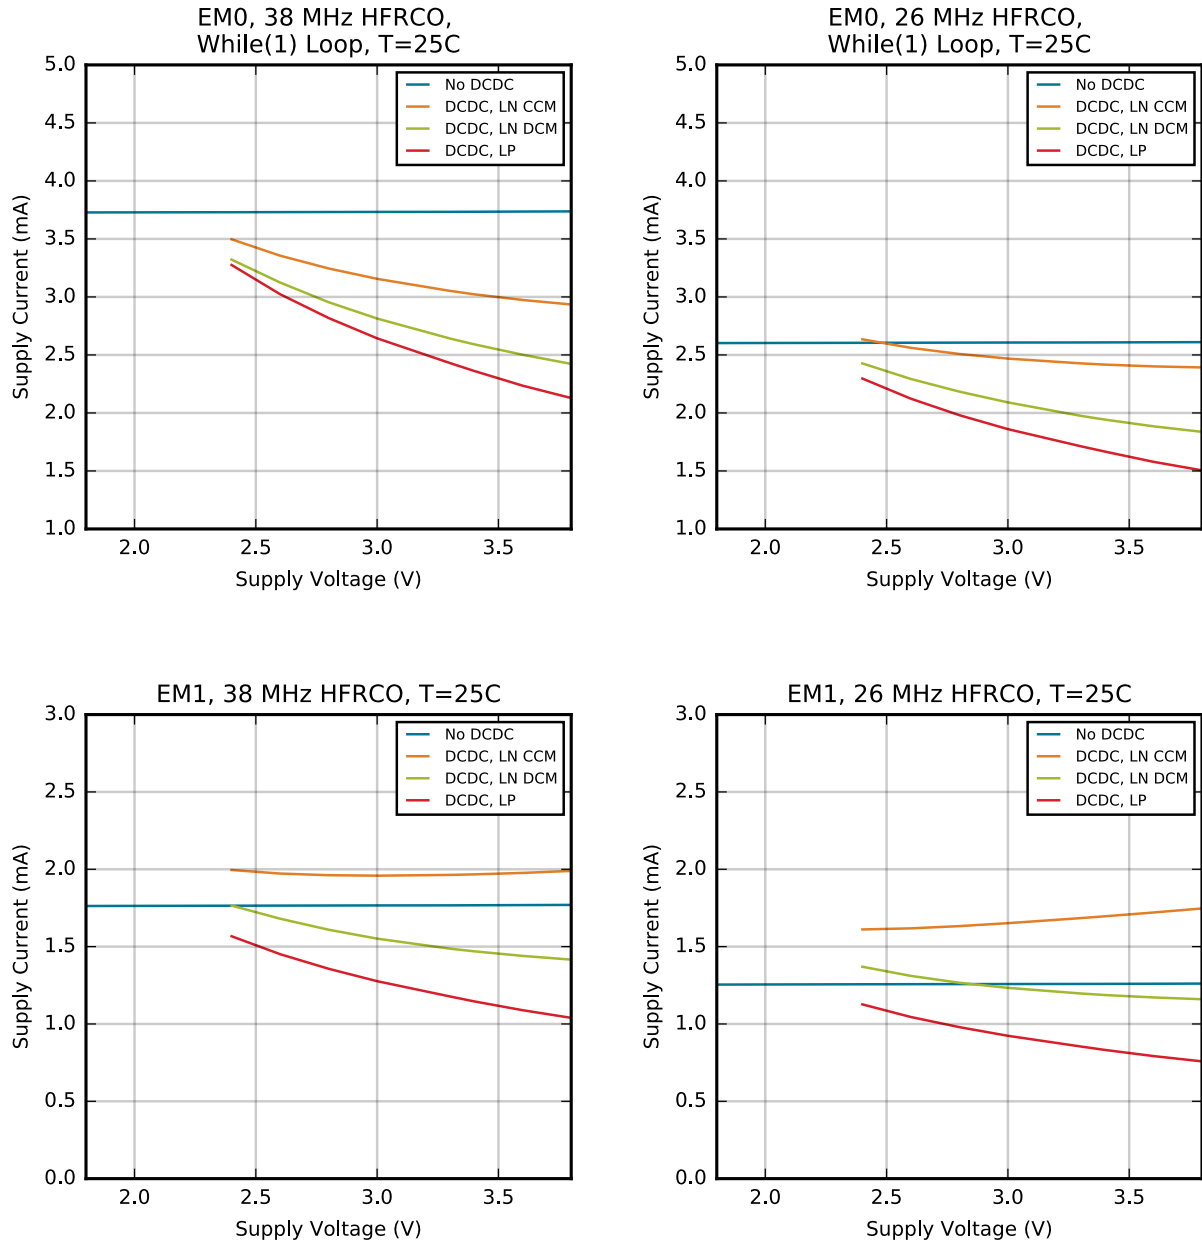 EM0, 38 MHz HFRCO,
While(1) Loop, T=25C
5.0
4.5
4.0
3.5
3.0
2.5
2.0
1.5
1.0
Supply Current (mA)
No DCDC
DCDC, LN CCM
DCDC, LN DCM
DCDC, LP
2.0 2.5 3.0 3.5
Supply Voltage (V)
EM0, 26 MHz HFRCO,
While(1) Loop, T=25C
5.0
4.5
4.0
3.5
3.0
2.5
2.0
1.5
1.0
Supply Current (mA)
No DCDC
DCDC, LN CCM
DCDC, LN DCM
DCDC, LP
2.0 2.5 3.0 3.5
Supply Voltage (V)
EM1, 38 MHz HFRCO, T=25C
3.0
2.5
2.0
1.5
1.0
0.5
0.0
Supply Current (mA)
No DCDC
DCDC, LN CCM
DCDC, LN DCM
DCDC, LP
2.0 2.5 3.0 3.5
Supply Voltage (V)
EM1, 26 MHz HFRCO, T=25C
3.0
2.5
2.0
1.5
1.0
0.5
0.0
Supply Current (mA)
No DCDC
DCDC, LN CCM
DCDC, LN DCM
DCDC, LP
2.0 2.5 3.0 3.5
Supply Voltage (V)